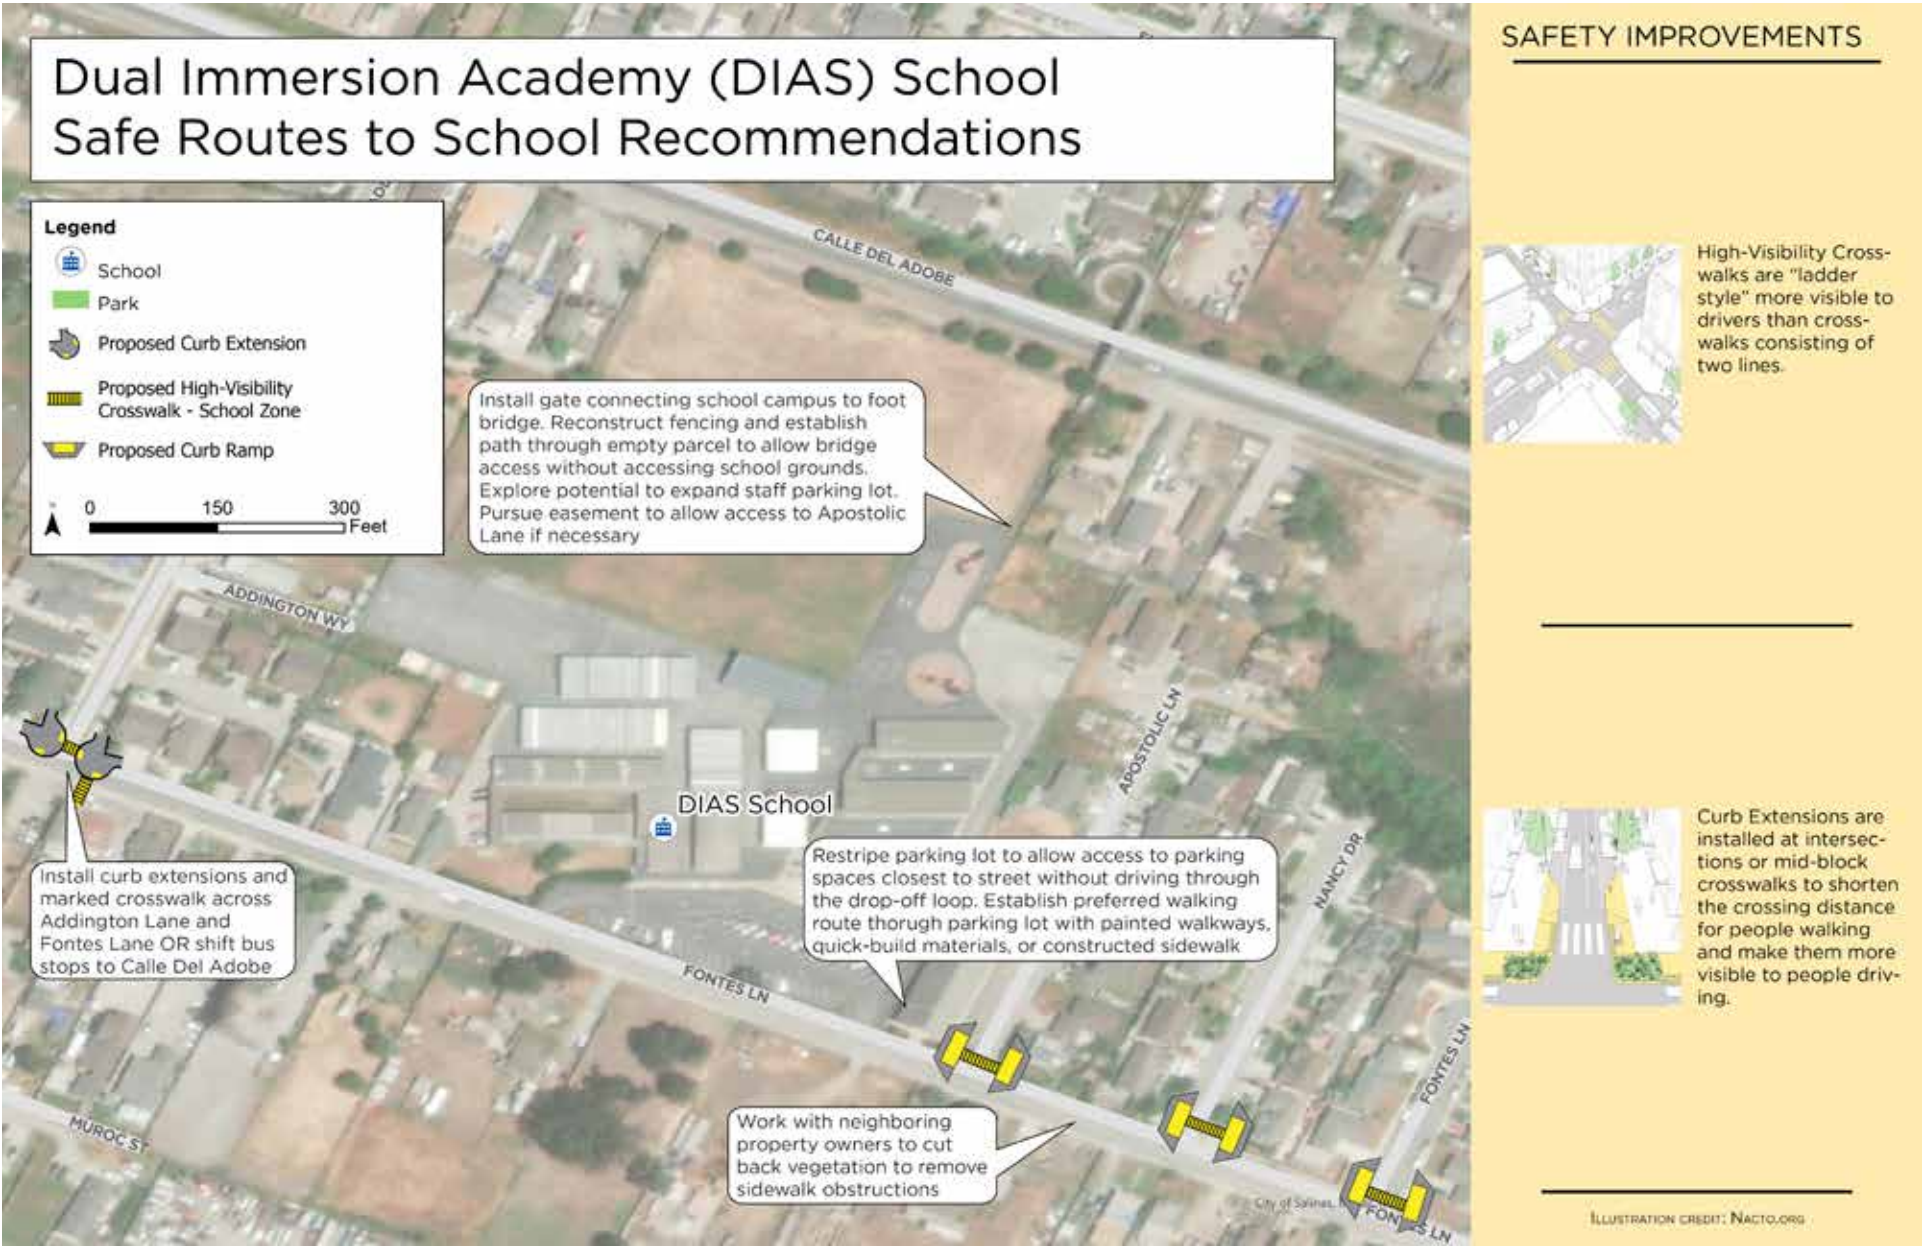 Dual Immersion Academy (DIAS) School
Safe Routes to School Recommendations
Legend
School
Park
Proposed Curb Extension
Proposed High-Visibility
Crosswalk - School Zone
Proposed Curb Ramp
0 150 300
Feet
CALLE DEL ADOBE
Install gate connecting school campus to foot
bridge. Reconstruct fencing and establish
path through empty parcel to allow bridge
access without accessing school grounds.
Explore potential to expand staff parking lot.
Pursue easement to allow access to Apostolic
Lane if necessary
ADDINGTON WY
APOSTOLIC LN
DIAS School
NANCY DR
Restripe parking lot to allow access to parking
spaces closest to street without driving through
the drop-off loop. Establish preferred walking
route thorugh parking lot with painted walkways,
quick-build materials, or constructed sidewalk
Install curb extensions and
marked crosswalk across
Addington Lane and
Fontes Lane OR shift bus
stops to Calle Del Adobe
FONTES LN
FONTES LN
MUROC ST
Work with neighboring
property owners to cut
back vegetation to remove
sidewalk obstructions
City of Salinas,
FONTES LN
SAFETY IMPROVEMENTS
High-Visibility Cross-
walks are "ladder
style" more visible to
drivers than cross-
walks consisting of
two lines.
Curb Extensions are
installed at intersec-
tions or mid-block
crosswalks to shorten
the crossing distance
for people walking
and make them more
visible to people driv-
ing.
ILLUSTRATION CREDIT: NACTO.ORG